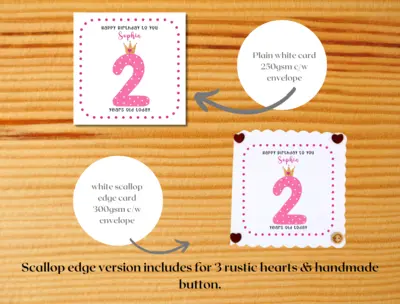 Happy Birthday to you
Sophia
2
Years old today
Plain white card
250gsm c/w
envelope
white scallop
edge card
300gsm c/w
envelope
Happy Birthday to you
Sophia
2
Years old today
Scallop edge version includes for 3 rustic hearts & handmade
button.